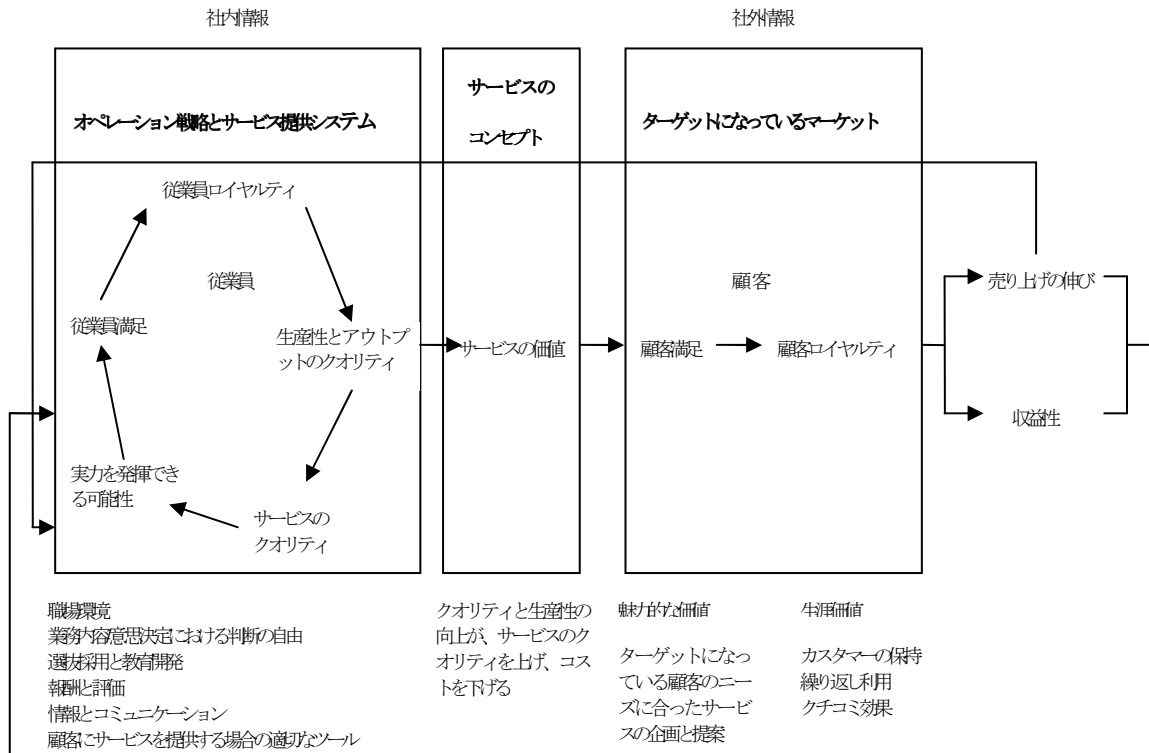 社内情報
社外情報
オペレーション戦略とサービス提供システム
サービスの
コンセプト
ターゲットになっているマーケット
従業員ロイヤルティ
従業員
従業員満足
生産性とアウトプ
ットのクオリティ
実力を発揮でき
る可能性
サービスの
クオリティ
サービスの価値
顧客
顧客満足
顧客ロイヤルティ
売り上げの伸び
収益性
職場環境
業務内容意思決定における判断の自由
選抜採用と教育開発
報酬と評価
情報とコミュニケーション
顧客にサービスを提供する場合の適切なツール
クオリティと生産性の
向上が、サービスのク
オリティを上げ、コス
トを下げる
魅力的な価値
ターゲットになっ
ている顧客のニー
ズに合ったサービ
スの企画と提案
生涯価値
カスタマーの保持
繰り返し利用
クチコミ効果